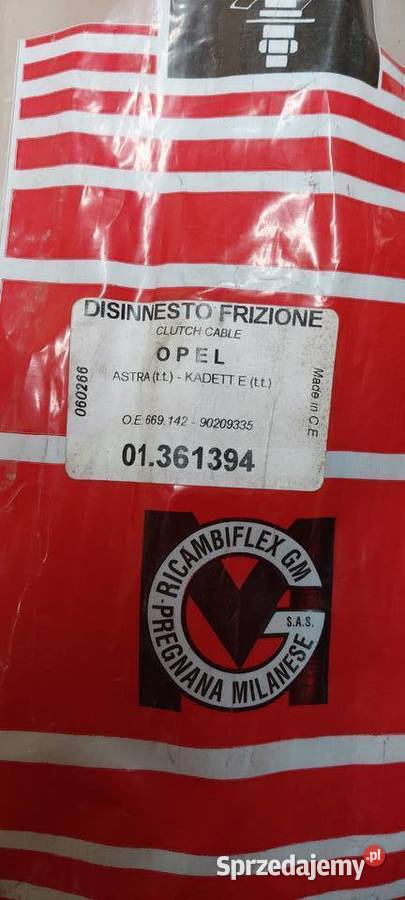 DISINNESTO FRIZIONE
CLUTCH CABLE
OPEL
ASTRA (t.t.) - KADETT E (t.t.)
O.E. 669.142 - 90209335
01.361394
060266
Made in C.E
RICAMBIFLEX GM
S.A.S.
PREGNANA MILANESE
Sprzedajemy.pl